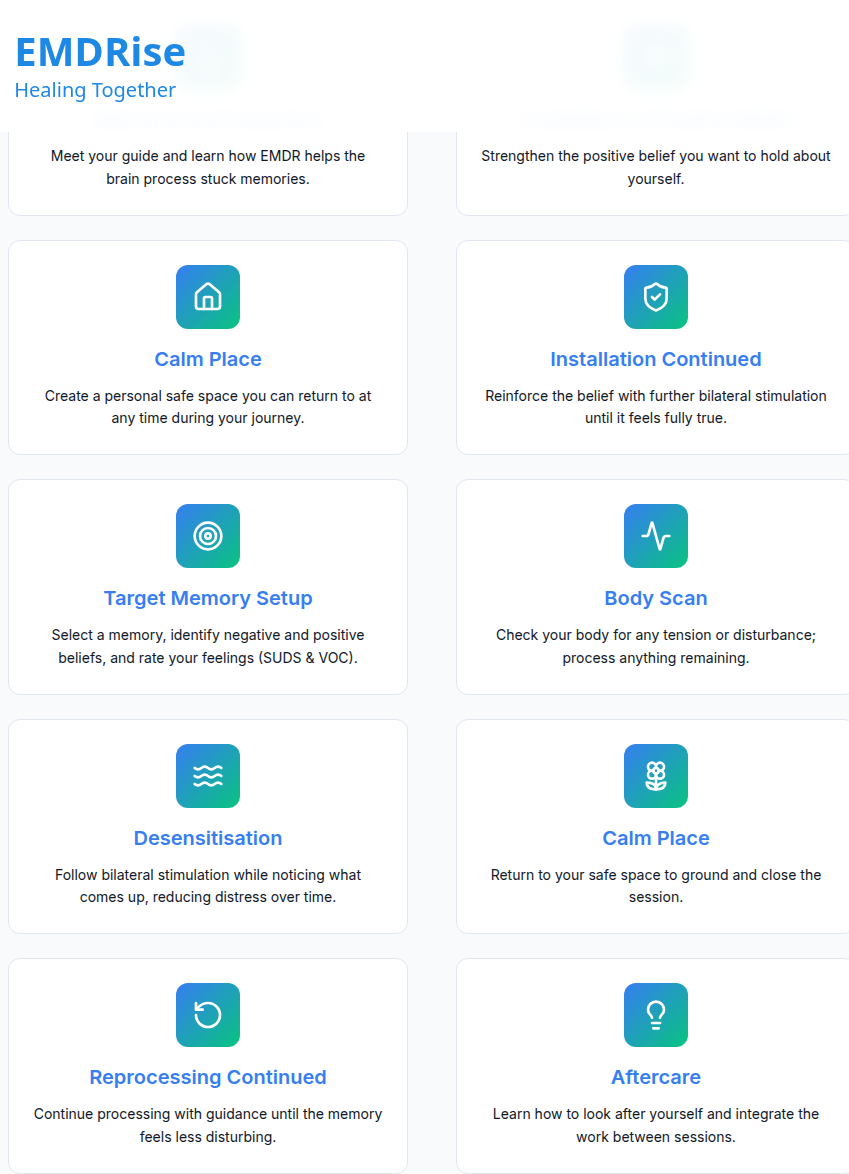 EMDRise
Healing Together
Meet your guide and learn how EMDR helps the
brain process stuck memories.
Strengthen the positive belief you want to hold about
yourself.
Calm Place
Create a personal safe space you can return to at
any time during your journey.
Installation Continued
Reinforce the belief with further bilateral stimulation
until it feels fully true.
Target Memory Setup
Select a memory, identify negative and positive
beliefs, and rate your feelings (SUDS & VOC).
Body Scan
Check your body for any tension or disturbance;
process anything remaining.
Desensitisation
Follow bilateral stimulation while noticing what
comes up, reducing distress over time.
Calm Place
Return to your safe space to ground and close the
session.
Reprocessing Continued
Continue processing with guidance until the memory
feels less disturbing.
Aftercare
Learn how to look after yourself and integrate the
work between sessions.